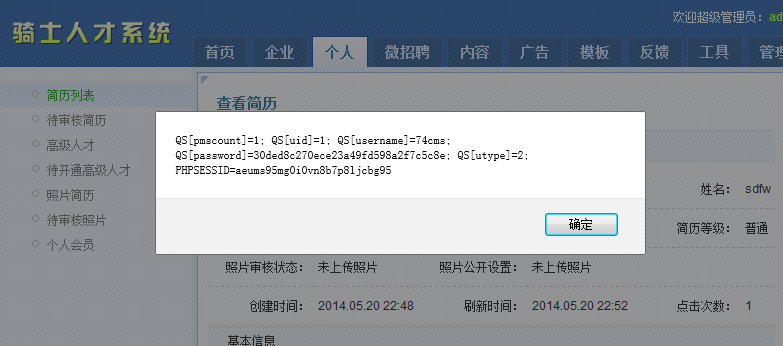 骑士人才系统
欢迎超级管理员：ad
首页 企业 个人 微招聘 内容 广告 模板 反馈 工具 管理
简历列表
待审核简历
高级人才
待开通高级人才
照片简历
待审核照片
个人会员
查看简历
QS[pmscount]=1; QS[uid]=1; QS[username]=74cms;
QS[password]=30ded8c270ece23a49fd598a2f7c5c8e; QS[utype]=2;
PHPSESSID=aeums95mg0i0vn8b7p8ljcbg95
确定
姓名： sdfw
简历等级： 普通
照片审核状态： 未上传照片 照片公开设置： 未上传照片
创建时间： 2014.05.20 22:48 刷新时间： 2014.05.20 22:52 点击次数： 1
基本信息